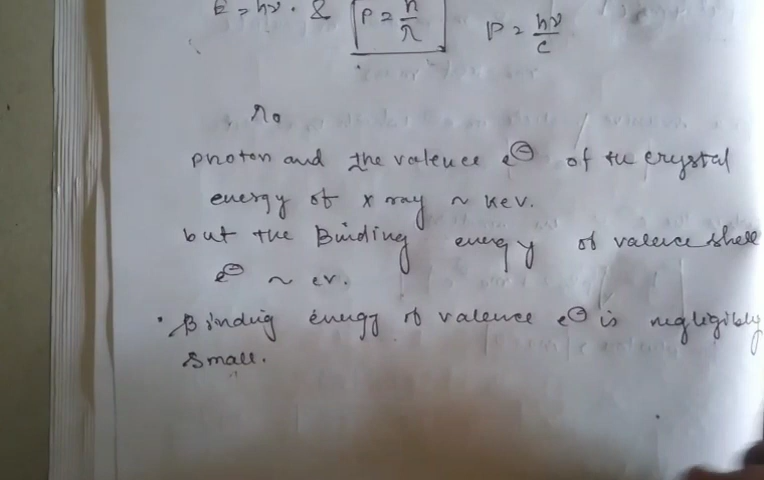 E = hν. & P = h/λ P = hν/c
λ₀
photon and the valence e⊖ of the crystal
energy of x ray ~ kev.
but the Binding energy of valence shell
e⊖ ~ ev.
• Binding energy of valence e⊖ is negligibly
small.